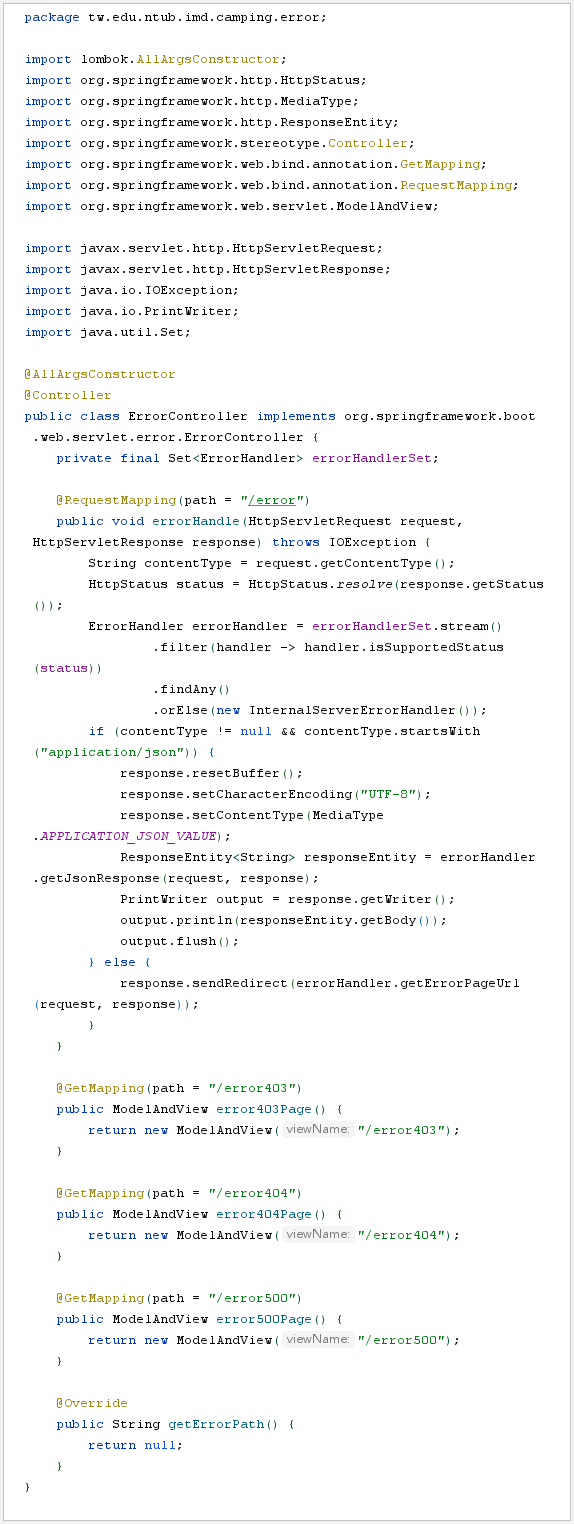 package tw.edu.ntub.imd.camping.error;

import lombok.AllArgsConstructor;
import org.springframework.http.HttpStatus;
import org.springframework.http.MediaType;
import org.springframework.http.ResponseEntity;
import org.springframework.stereotype.Controller;
import org.springframework.web.bind.annotation.GetMapping;
import org.springframework.web.bind.annotation.RequestMapping;
import org.springframework.web.servlet.ModelAndView;

import javax.servlet.http.HttpServletRequest;
import javax.servlet.http.HttpServletResponse;
import java.io.IOException;
import java.io.PrintWriter;
import java.util.Set;

@AllArgsConstructor
@Controller
public class ErrorController implements org.springframework.boot
 .web.servlet.error.ErrorController {
    private final Set<ErrorHandler> errorHandlerSet;

    @RequestMapping(path = "/error")
    public void errorHandle(HttpServletRequest request,
 HttpServletResponse response) throws IOException {
        String contentType = request.getContentType();
        HttpStatus status = HttpStatus.resolve(response.getStatus
 ());
        ErrorHandler errorHandler = errorHandlerSet.stream()
                .filter(handler -> handler.isSupportedStatus
 (status))
                .findAny()
                .orElse(new InternalServerErrorHandler());
        if (contentType != null && contentType.startsWith
 ("application/json")) {
            response.resetBuffer();
            response.setCharacterEncoding("UTF-8");
            response.setContentType(MediaType
 .APPLICATION_JSON_VALUE);
            ResponseEntity<String> responseEntity = errorHandler
 .getJsonResponse(request, response);
            PrintWriter output = response.getWriter();
            output.println(responseEntity.getBody());
            output.flush();
        } else {
            response.sendRedirect(errorHandler.getErrorPageUrl
 (request, response));
        }
    }

    @GetMapping(path = "/error403")
    public ModelAndView error403Page() {
        return new ModelAndView( viewName: "/error403");
    }

    @GetMapping(path = "/error404")
    public ModelAndView error404Page() {
        return new ModelAndView( viewName: "/error404");
    }

    @GetMapping(path = "/error500")
    public ModelAndView error500Page() {
        return new ModelAndView( viewName: "/error500");
    }

    @Override
    public String getErrorPath() {
        return null;
    }
}